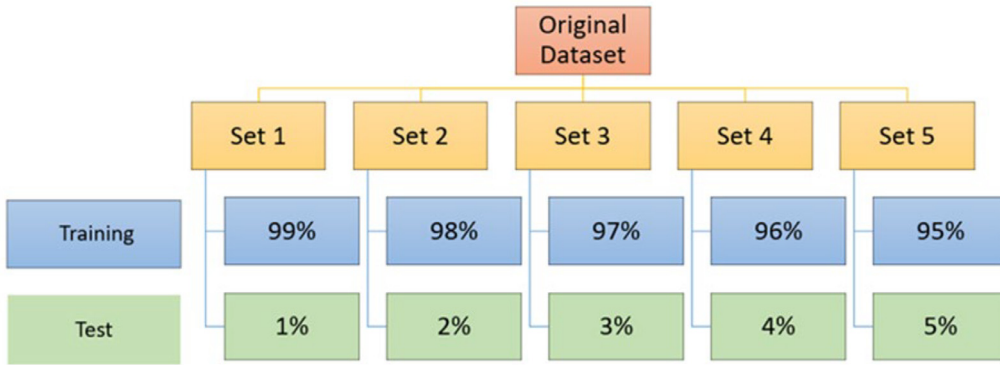 Original
Dataset
Set 1
Set 2
Set 3
Set 4
Set 5
Training
99%
98%
97%
96%
95%
Test
1%
2%
3%
4%
5%